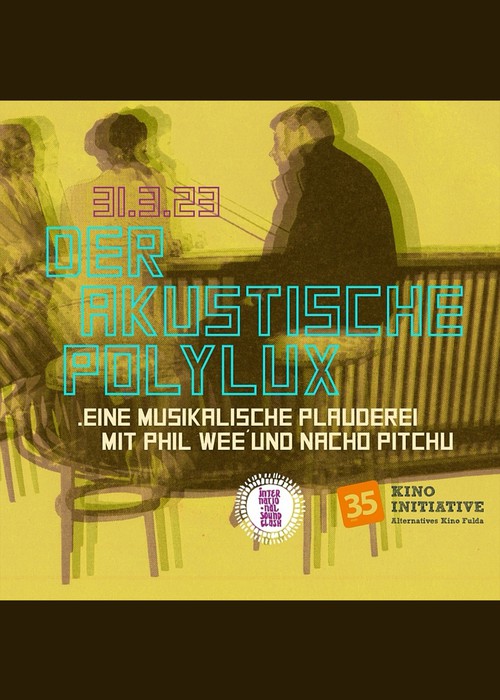 31.3.23
DER
AKUSTISCHE
POLYLUX
.EINE MUSIKALISCHE PLAUDEREI
MIT PHIL WEE´UND NACHO PITCHU
INTER
NATIO
NAL
SOUND
CLASH
35
KINO
INITIATIVE
Alternatives Kino Fulda